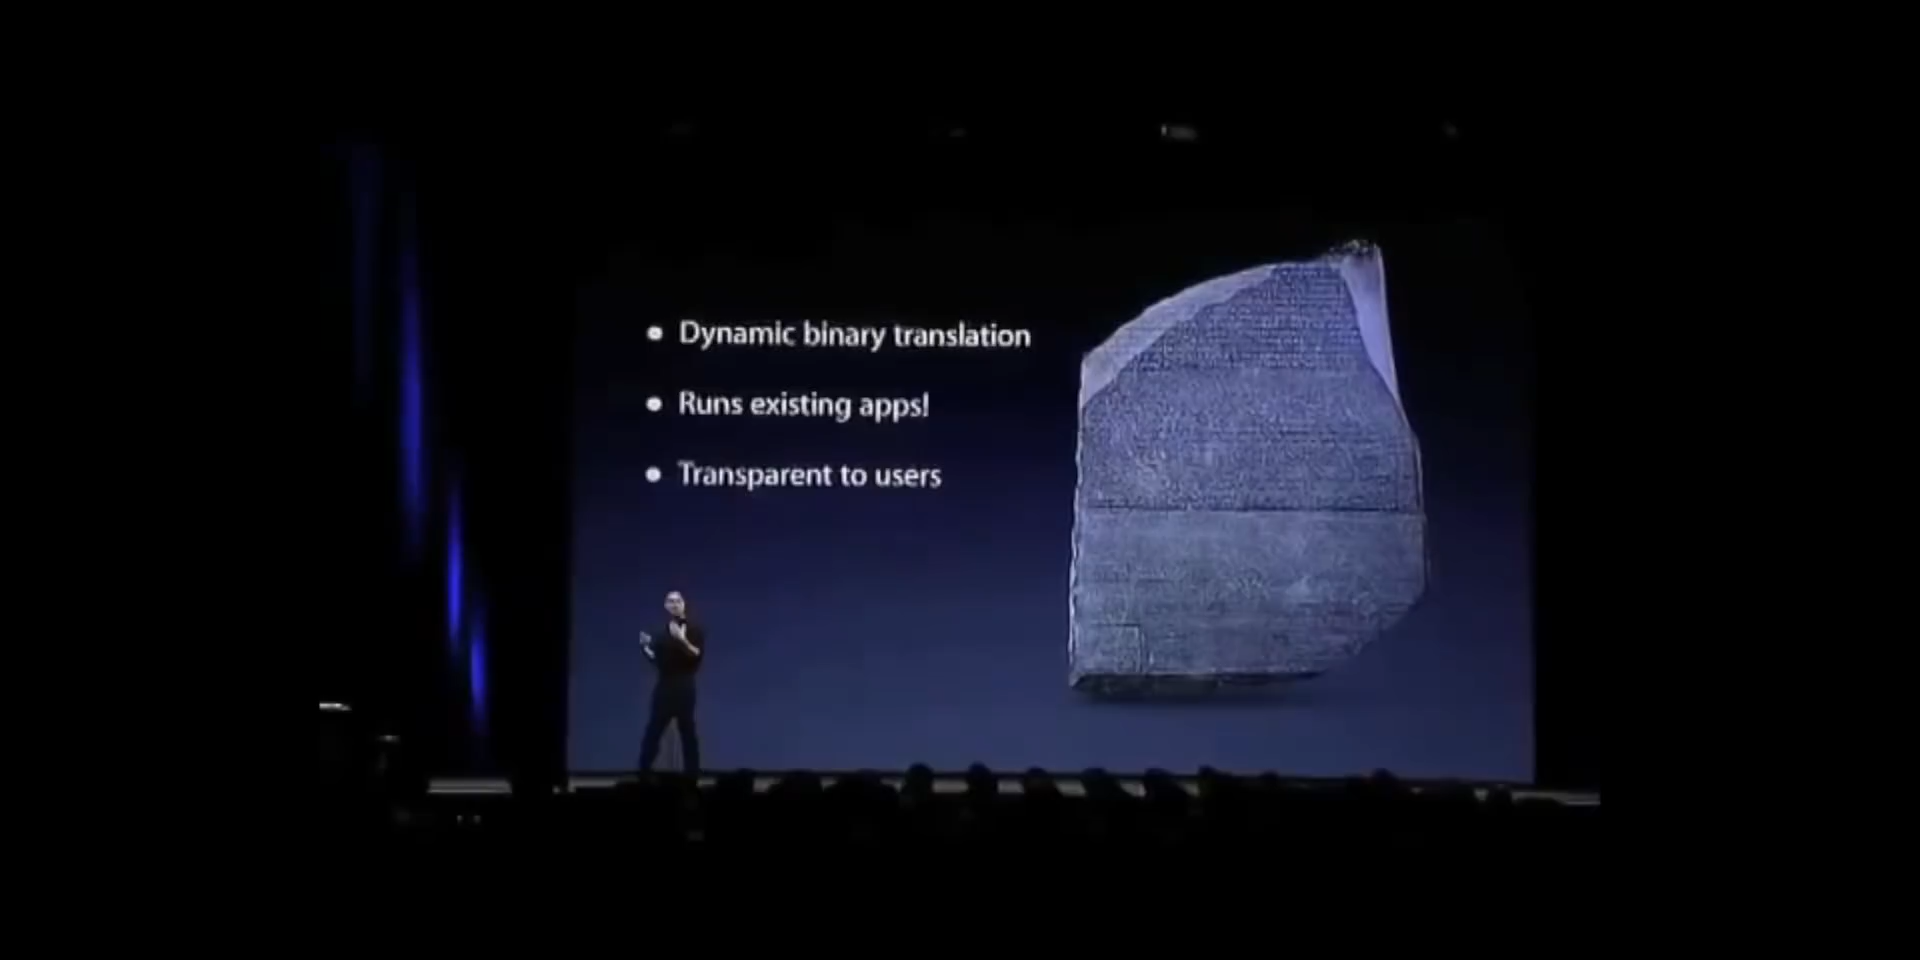 • Dynamic binary translation
• Runs existing apps!
• Transparent to users